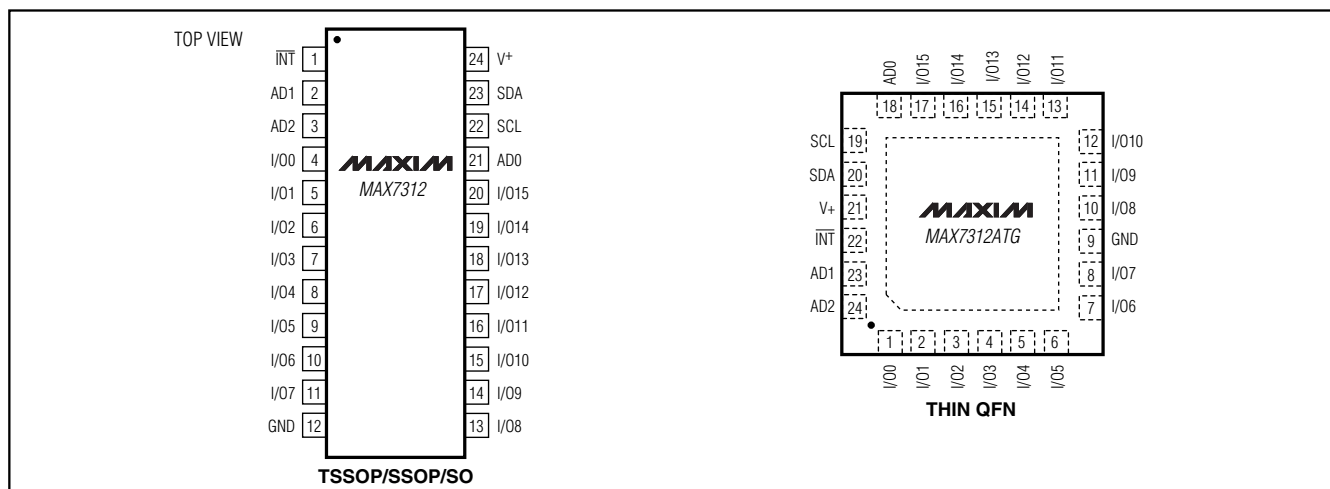 TOP VIEW
INT 1
AD1 2
AD2 3
I/O0 4
I/O1 5
I/O2 6
I/O3 7
I/O4 8
I/O5 9
I/O6 10
I/O7 11
GND 12
MAXIM
MAX7312
24 V+
23 SDA
22 SCL
21 AD0
20 I/O15
19 I/O14
18 I/O13
17 I/O12
16 I/O11
15 I/O10
14 I/O9
13 I/O8
TSSOP/SSOP/SO
AD0 I/O15 I/O14 I/O13 I/O12 I/O11
18 17 16 15 14 13
SCL 19
SDA 20
V+ 21
INT 22
AD1 23
AD2 24
MAXIM
MAX7312ATG
12 I/O10
11 I/O9
10 I/O8
9 GND
8 I/O7
7 I/O6
1 2 3 4 5 6
I/O0 I/O1 I/O2 I/O3 I/O4 I/O5
THIN QFN